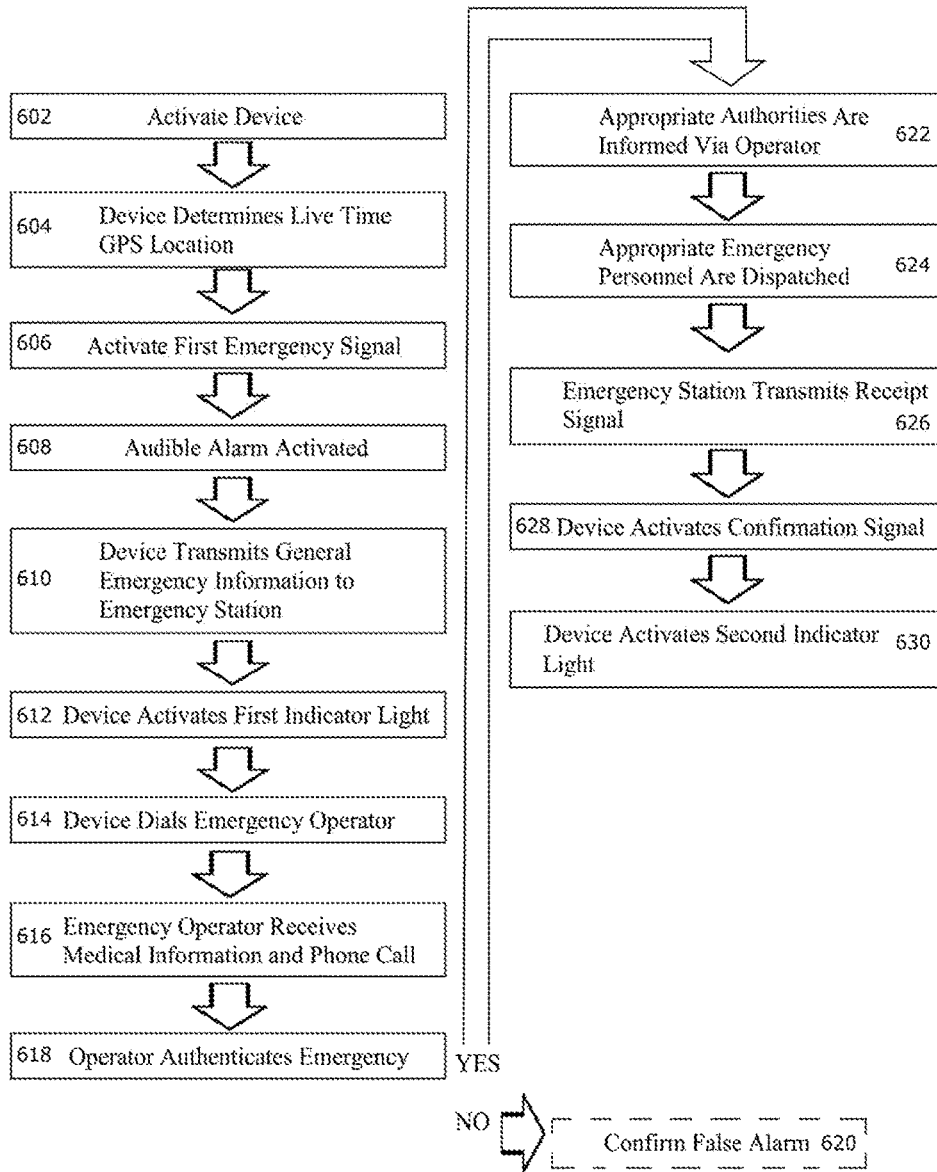 602 Activate Device
604 Device Determines Live Time
GPS Location
606 Activate First Emergency Signal
608 Audible Alarm Activated
610 Device Transmits General
Emergency Information to
Emergency Station
612 Device Activates First Indicator Light
614 Device Dials Emergency Operator
616 Emergency Operator Receives
Medical Information and Phone Call
618 Operator Authenticates Emergency
YES
NO
Confirm False Alarm 620
Appropriate Authorities Are
Informed Via Operator 622
Appropriate Emergency
Personnel Are Dispatched 624
Emergency Station Transmits Receipt
Signal 626
628 Device Activates Confirmation Signal
Device Activates Second Indicator
Light 630